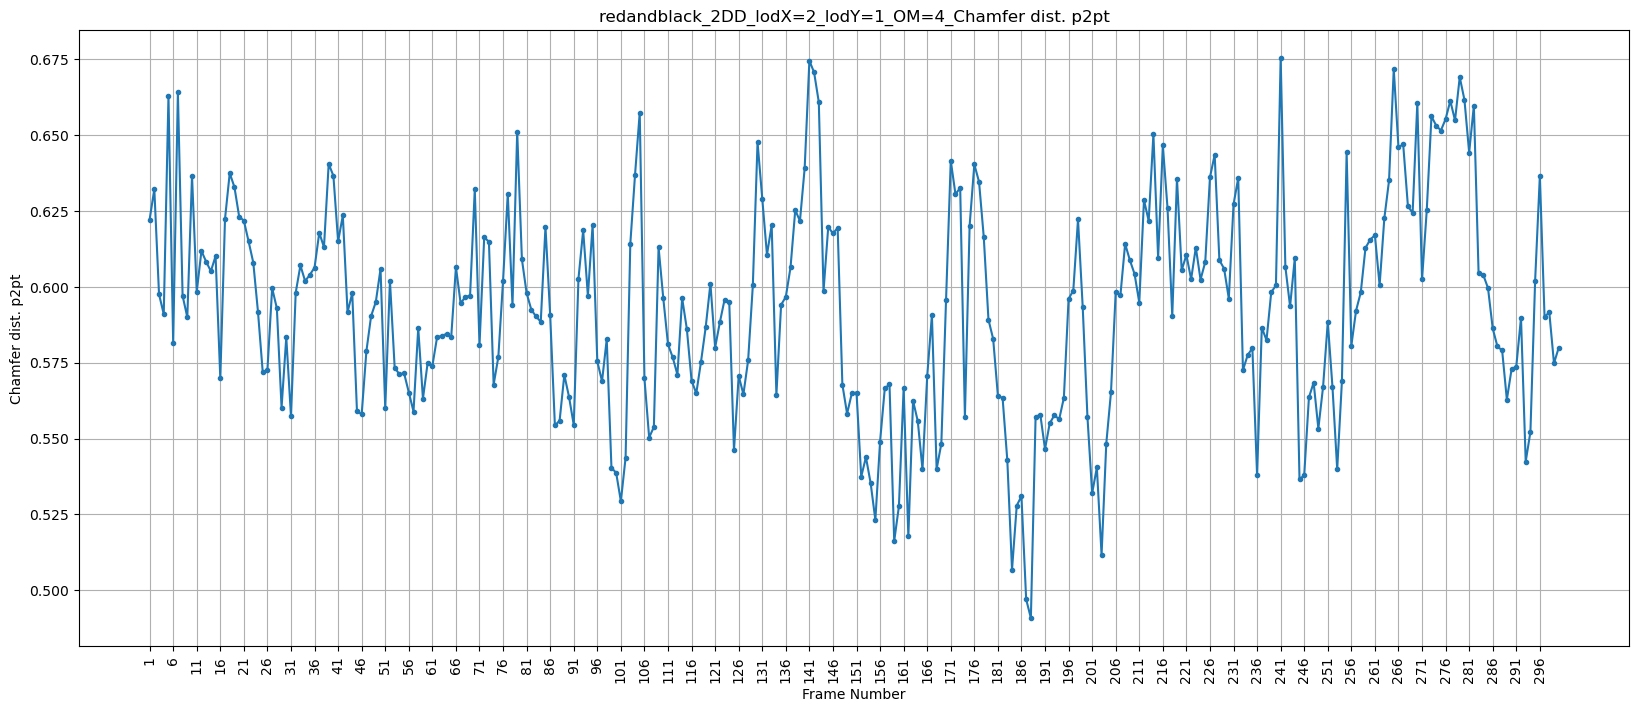 redandblack_2DD_lodX=2_lodY=1_OM=4_Chamfer dist. p2pt
Chamfer dist. p2pt
0.675
0.650
0.625
0.600
0.575
0.550
0.525
0.500
1 6 11 16 21 26 31 36 41 46 51 56 61 66 71 76 81 86 91 96 101 106 111 116 121 126 131 136 141 146 151 156 161 166 171 176 181 186 191 196 201 206 211 216 221 226 231 236 241 246 251 256 261 266 271 276 281 286 291 296
Frame Number